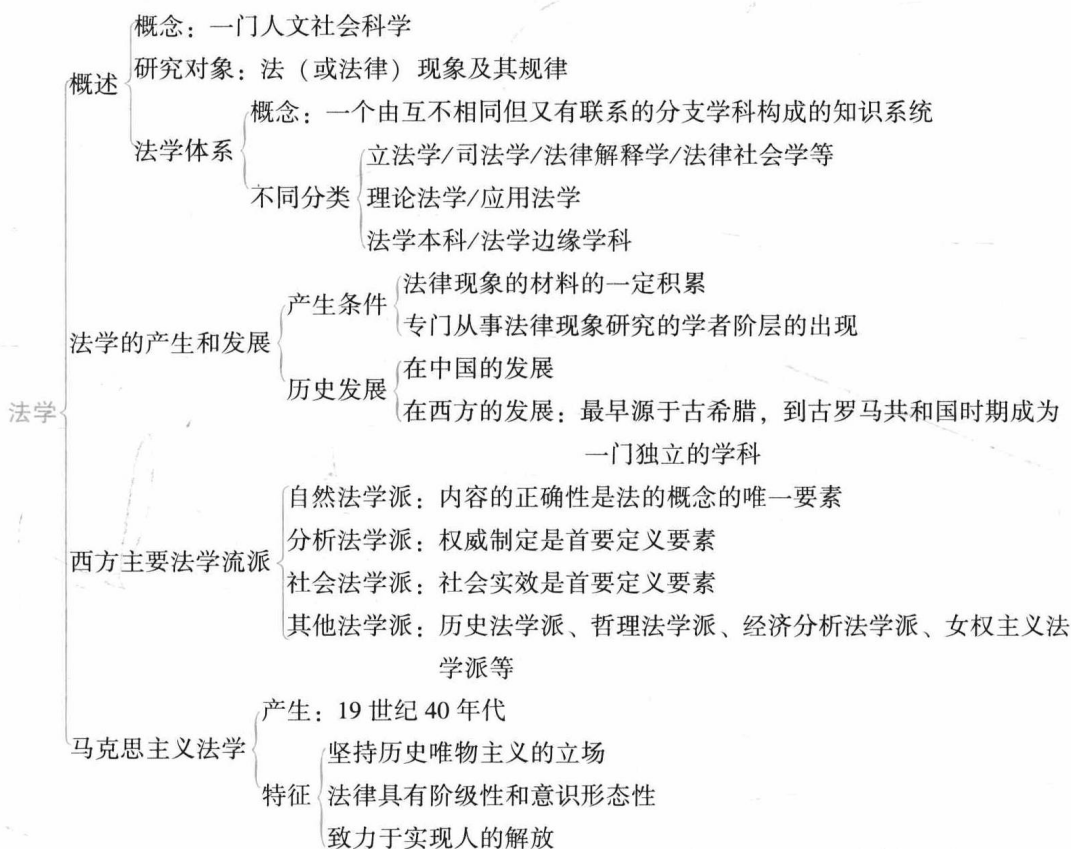 概念：一门人文社会科学
概述
研究对象：法（或法律）现象及其规律
概念：一个由互不相同但又有联系的分支学科构成的知识系统
法学体系
立法学/司法学/法律解释学/法律社会学等
不同分类
理论法学/应用法学
法学本科/法学边缘学科
法律现象的材料的一定积累
产生条件
专门从事法律现象研究的学者阶层的出现
法学的产生和发展
在中国的发展
历史发展
法学
在西方的发展：最早源于古希腊，到古罗马共和国时期成为
一门独立的学科
自然法学派：内容的正确性是法的概念的唯一要素
分析法学派：权威制定是首要定义要素
西方主要法学流派
社会法学派：社会实效是首要定义要素
其他法学派：历史法学派、哲理法学派、经济分析法学派、女权主义法
学派等
产生：19 世纪 40 年代
马克思主义法学
坚持历史唯物主义的立场
特征
法律具有阶级性和意识形态性
致力于实现人的解放